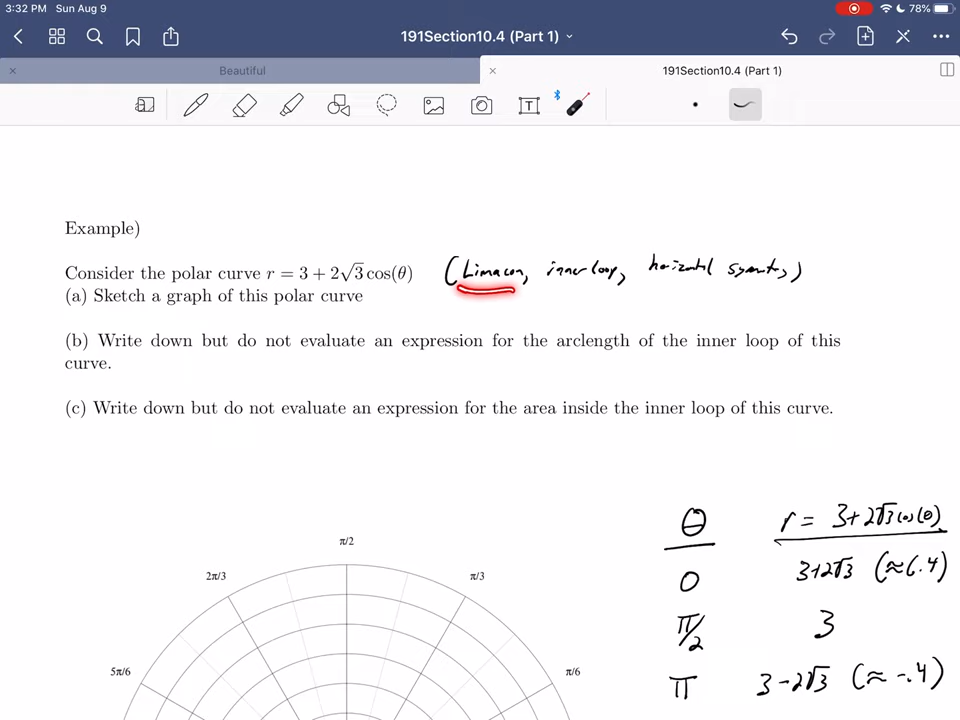 3:32 PM Sun Aug 9
78%
191Section10.4 (Part 1)
Beautiful
191Section10.4 (Part 1)
T
Example)
Consider the polar curve r = 3 + 2√3 cos(θ) (Limacon, inner loop, horizontal symmetry)
(a) Sketch a graph of this polar curve
(b) Write down but do not evaluate an expression for the arclength of the inner loop of this
curve.
(c) Write down but do not evaluate an expression for the area inside the inner loop of this curve.
θ r = 3+2√3cos(θ)
0 3+2√3 (≈6.4)
π/2 3
π 3-2√3 (≈ -.4)
π/2
2π/3 π/3
5π/6 π/6